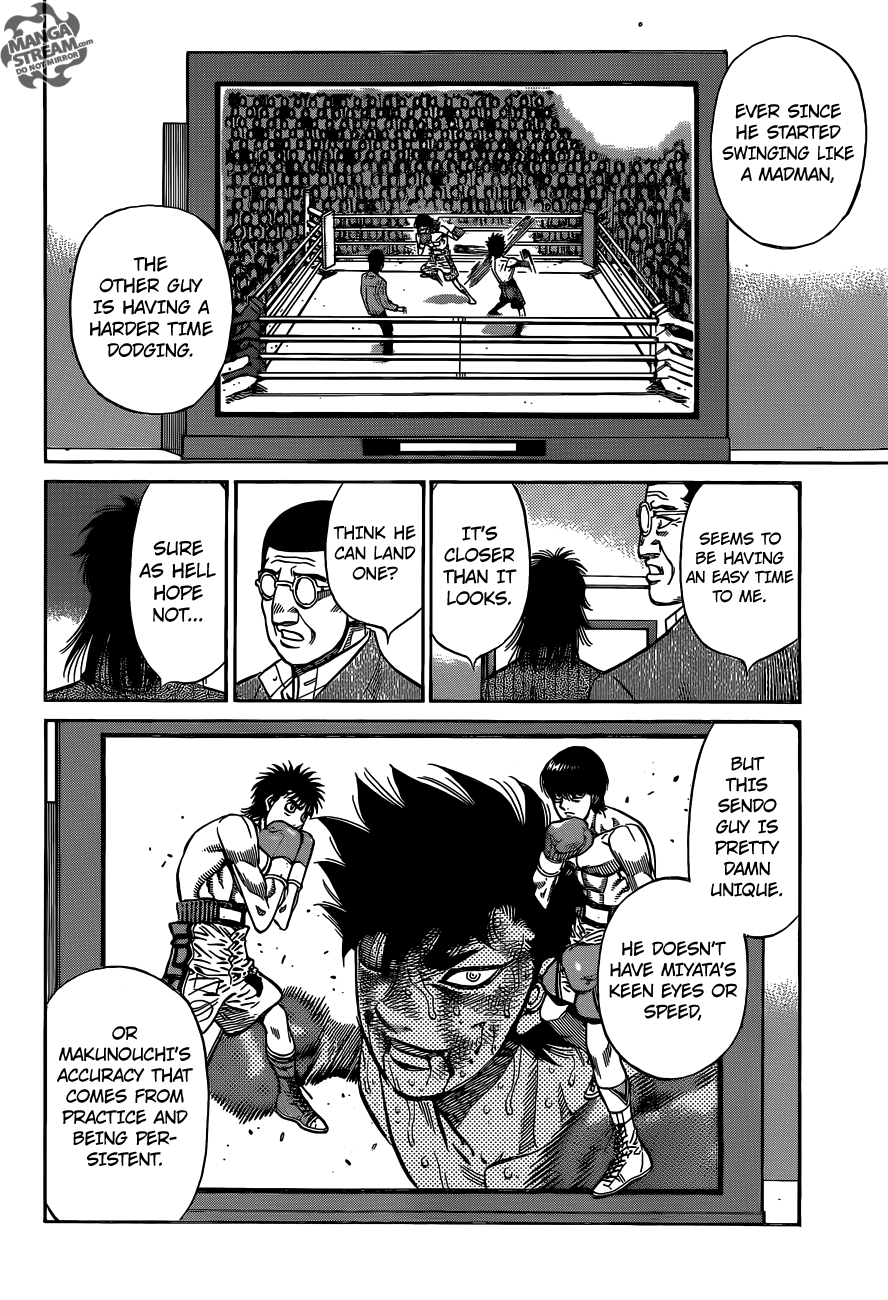 MANGA
STREAM.com
DO NOT MIRROR!
EVER SINCE
HE STARTED
SWINGING LIKE
A MADMAN,
THE
OTHER GUY
IS HAVING A
HARDER TIME
DODGING.
SEEMS TO
BE HAVING
AN EASY TIME
TO ME.
IT'S
CLOSER
THAN IT
LOOKS.
THINK HE
CAN LAND
ONE?
SURE
AS HELL
HOPE
NOT...
BUT
THIS
SENDO
GUY IS
PRETTY
DAMN
UNIQUE.
HE DOESN'T
HAVE MIYATA'S
KEEN EYES OR
SPEED,
OR
MAKUNOUCHI'S
ACCURACY THAT
COMES FROM
PRACTICE AND
BEING PER-
SISTENT.